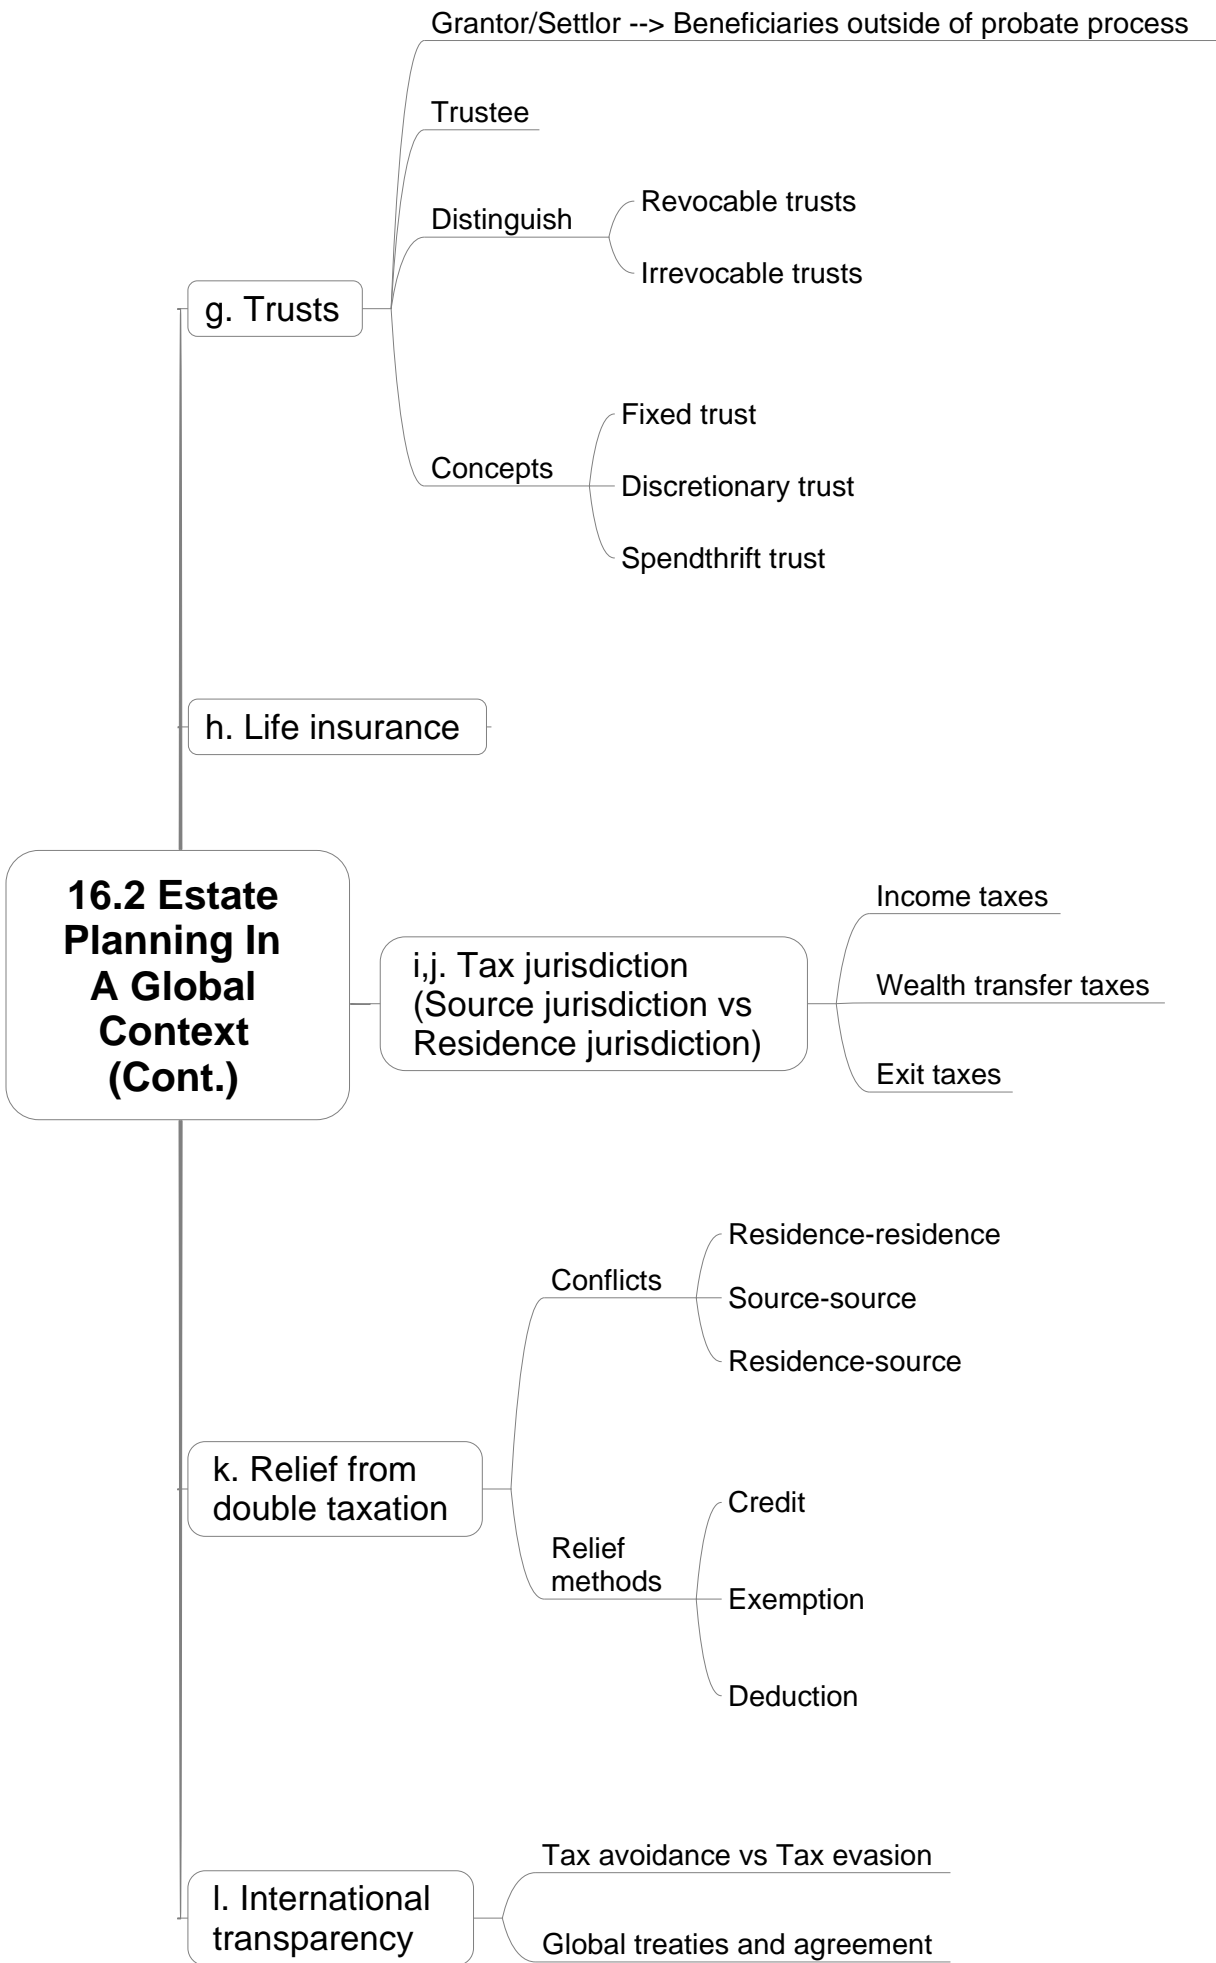 Grantor/Settlor --> Beneficiaries outside of probate process
Trustee
Distinguish
Revocable trusts
Irrevocable trusts
g. Trusts
Concepts
Fixed trust
Discretionary trust
Spendthrift trust
h. Life insurance
16.2 Estate
Planning In
A Global
Context
(Cont.)
i,j. Tax jurisdiction
(Source jurisdiction vs
Residence jurisdiction)
Income taxes
Wealth transfer taxes
Exit taxes
k. Relief from
double taxation
Conflicts
Residence-residence
Source-source
Residence-source
Relief
methods
Credit
Exemption
Deduction
l. International
transparency
Tax avoidance vs Tax evasion
Global treaties and agreement